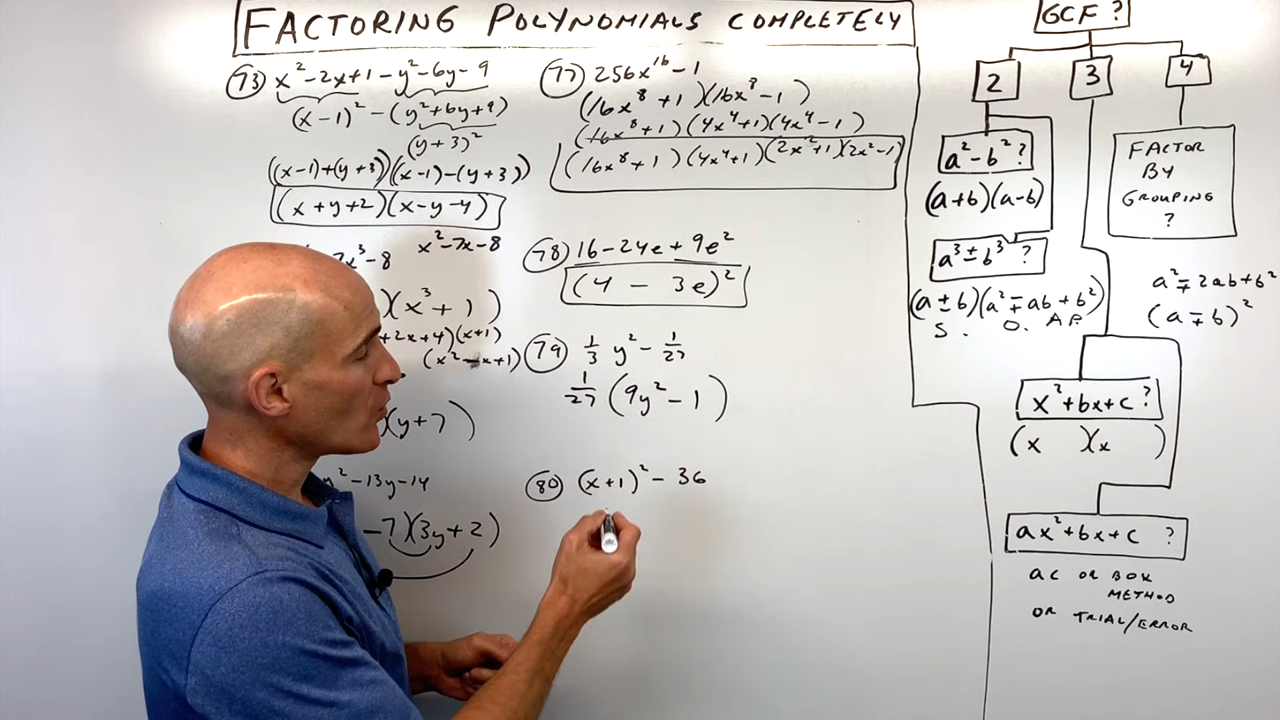 FACTORING POLYNOMIALS COMPLETELY
73) x² - 2x + 1 - y² - 6y - 9
(x - 1)² - (y² + 6y + 9)
(y + 3)²
((x-1)+(y+3))((x-1)-(y+3))
(x + y + 2)(x - y - 4)
7x³ - 8
x² - 7x - 8
)(x³ + 1)
+2x+4)(x+1)
(x² - x + 1)
)(y + 7)
y² - 13y - 14
- 7)(3y + 2)
77) 256x¹⁶ - 1
(16x⁸ + 1)(16x⁸ - 1)
(16x⁸ + 1)(4x⁴ + 1)(4x⁴ - 1)
(16x⁸ + 1)(4x⁴ + 1)(2x² + 1)(2x² - 1)
78) 16 - 24e + 9e²
(4 - 3e)²
79) 1/3 y² - 1/27
1/27 (9y² - 1)
80) (x + 1)² - 36
GCF ?
2
3
4
a² - b² ?
(a+b)(a-b)
a³ ± b³ ?
(a ± b)(a² ∓ ab + b²)
S. O. A.P.
FACTOR
BY
GROUPING
?
a² ∓ 2ab + b²
(a ∓ b)²
x² + bx + c ?
(x )(x )
ax² + bx + c ?
ac OR BOX
METHOD
OR TRIAL/ERROR